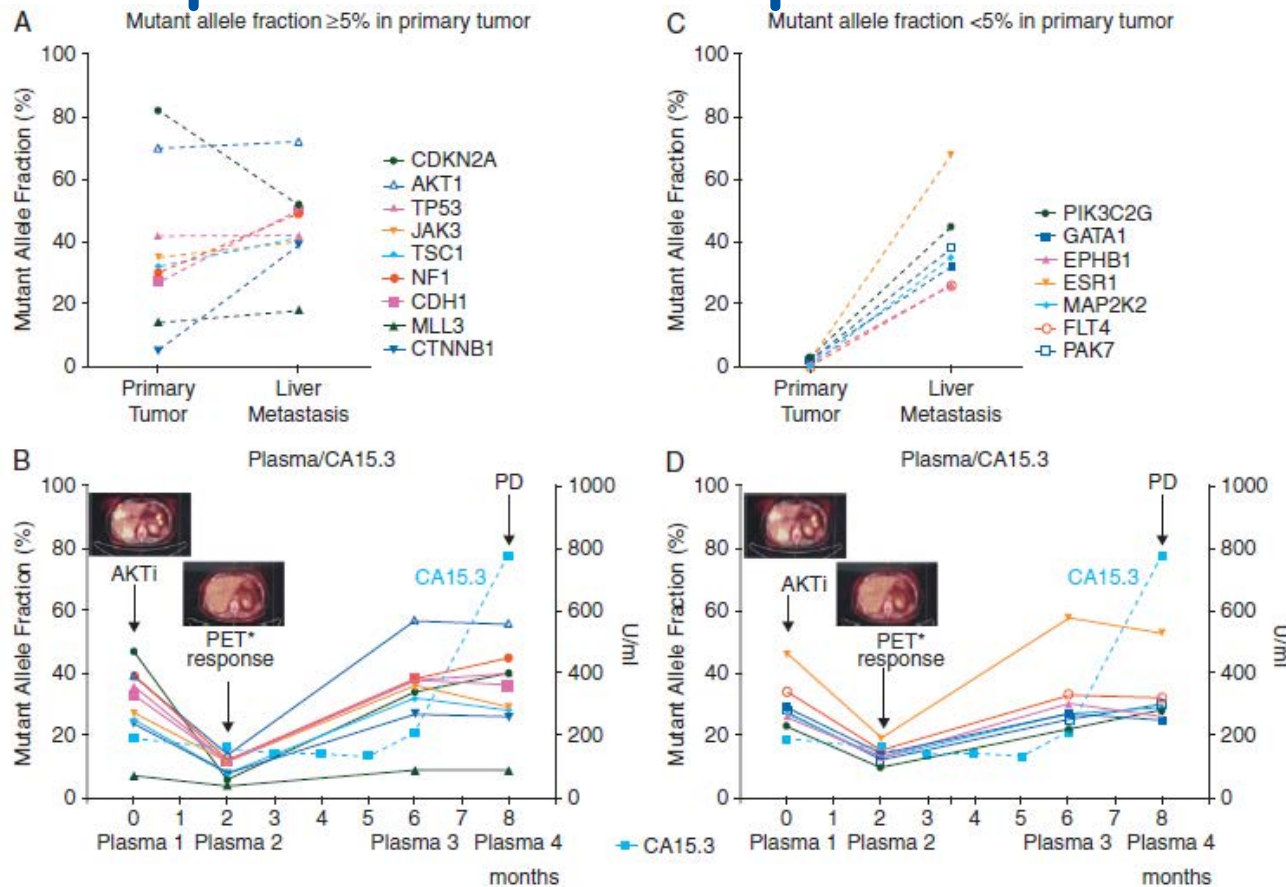 A Mutant allele fraction ≥5% in primary tumor
Mutant Allele Fraction (%)
100
80
60
40
20
0
Primary Tumor
Liver Metastasis
CDKN2A
AKT1
TP53
JAK3
TSC1
NF1
CDH1
MLL3
CTNNB1
C Mutant allele fraction <5% in primary tumor
Mutant Allele Fraction (%)
100
80
60
40
20
0
Primary Tumor
Liver Metastasis
PIK3C2G
GATA1
EPHB1
ESR1
MAP2K2
FLT4
PAK7
B Plasma/CA15.3
Mutant Allele Fraction (%)
100
80
60
40
20
0
AKTi
PET*
response
CA15.3
PD
1000
800
600
400
200
0
U/ml
0 1 2 3 4 5 6 7 8
Plasma 1 Plasma 2 Plasma 3 Plasma 4
months
CA15.3
D Plasma/CA15.3
Mutant Allele Fraction (%)
100
80
60
40
20
0
AKTi
PET*
response
CA15.3
PD
1000
800
600
400
200
0
U/ml
0 1 2 3 4 5 6 7 8
Plasma 1 Plasma 2 Plasma 3 Plasma 4
months